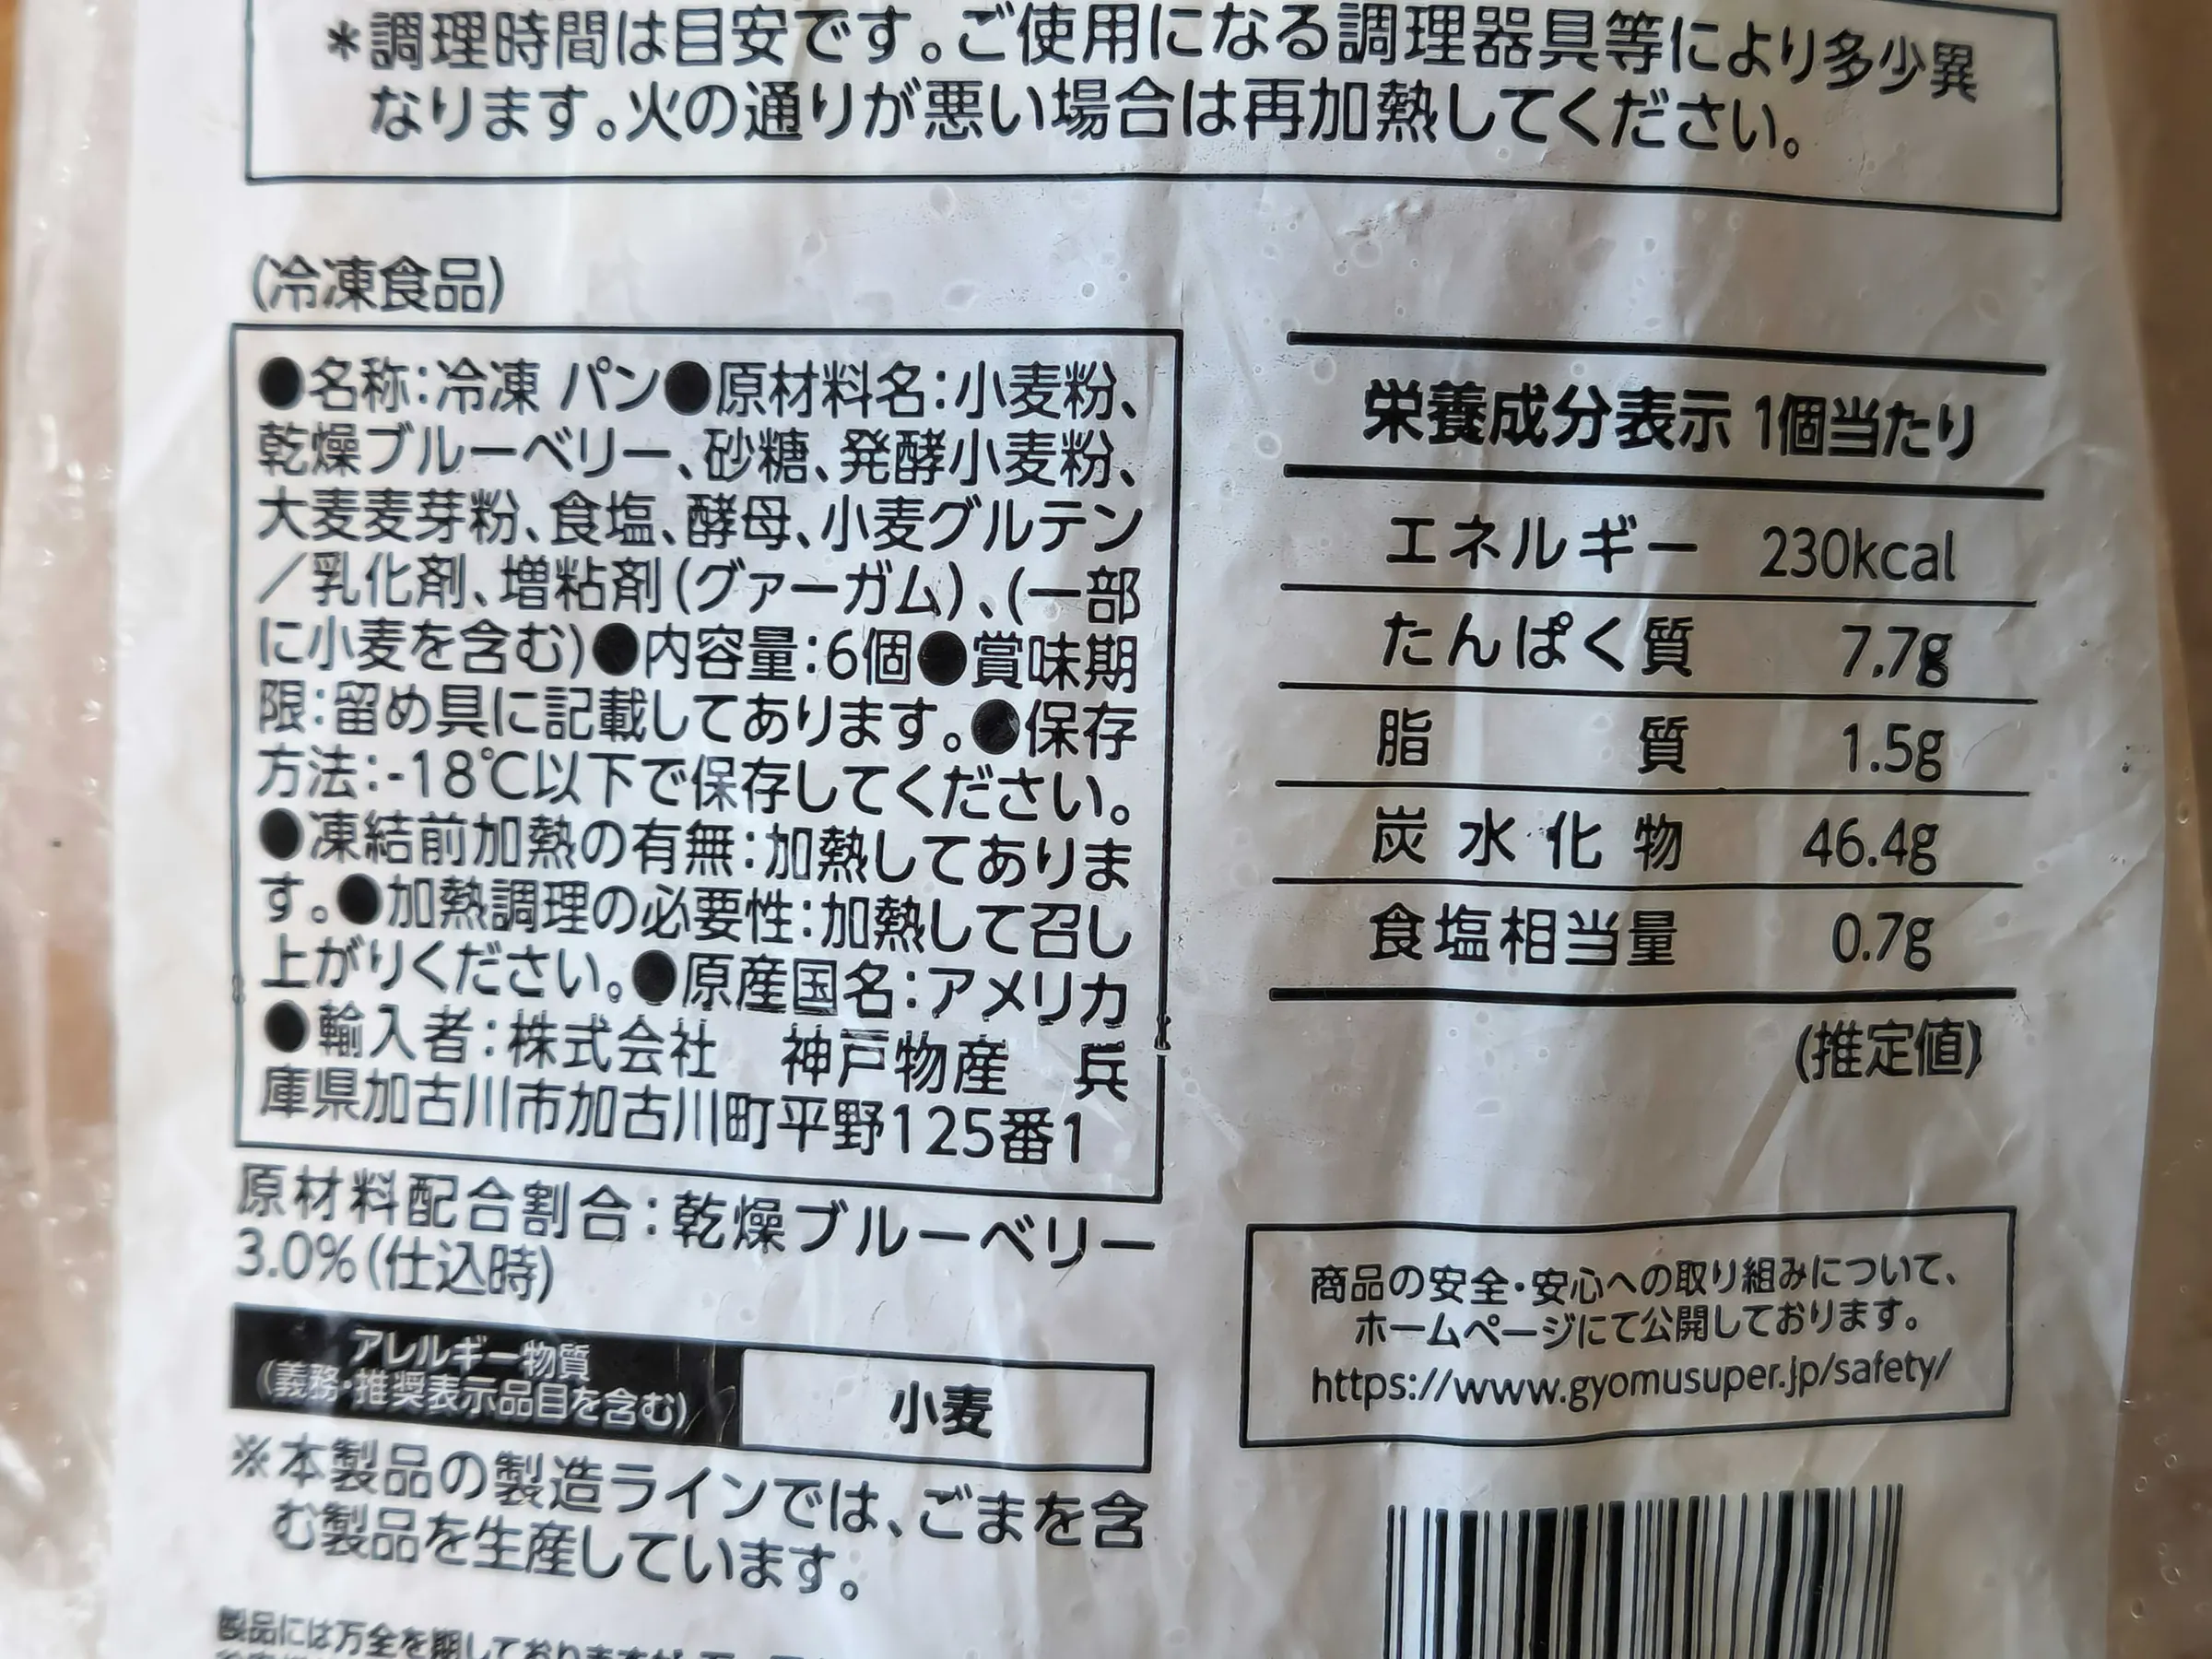 *調理時間は目安です。ご使用になる調理器具等により多少異
なります。火の通りが悪い場合は再加熱してください。
(冷凍食品)
●名称:冷凍 パン●原材料名:小麦粉、
乾燥ブルーベリー、砂糖、発酵小麦粉、
大麦麦芽粉、食塩、酵母、小麦グルテン
/乳化剤、増粘剤(グァーガム)、(一部
に小麦を含む)●内容量:6個●賞味期
限:留め具に記載してあります。●保存
方法:-18℃以下で保存してください。
●凍結前加熱の有無:加熱してありま
す。●加熱調理の必要性:加熱して召し
上がりください。●原産国名:アメリカ
●輸入者:株式会社 神戸物産 兵
庫県加古川市加古川町平野125番1
原材料配合割合:乾燥ブルーベリー
3.0%(仕込時)
アレルギー物質
(義務・推奨表示品目を含む)
小麦
※本製品の製造ラインでは、ごまを含
む製品を生産しています。
製品には万全を期しておりますが、万一
栄養成分表示 1個当たり
エネルギー 230kcal
たんぱく質 7.7g
脂質 1.5g
炭水化物 46.4g
食塩相当量 0.7g
(推定値)
商品の安全・安心への取り組みについて、
ホームページにて公開しております。
https://www.gyomusuper.jp/safety/